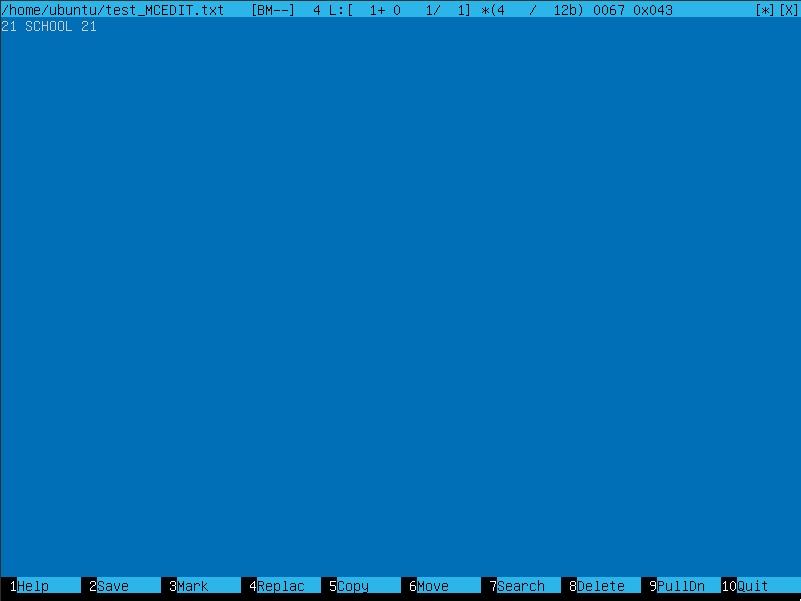 /home/ubuntu/test_MCEDIT.txt   [BM--]  4 L:[  1+ 0   1/  1] *(4   /  12b) 0067 0x043   [*][X]
21 SCHOOL 21
1Help   2Save   3Mark   4Replac   5Copy   6Move   7Search   8Delete   9PullDn   10Quit